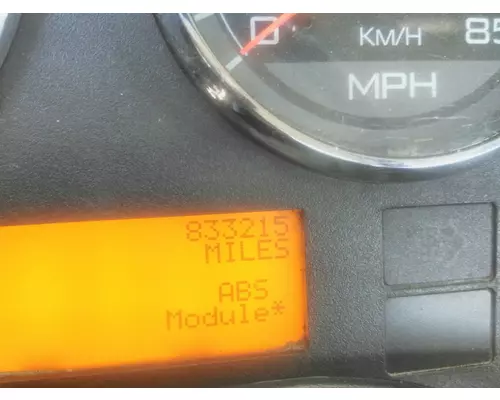 0 KM/H 85
MPH
833215
MILES
ABS
Module*